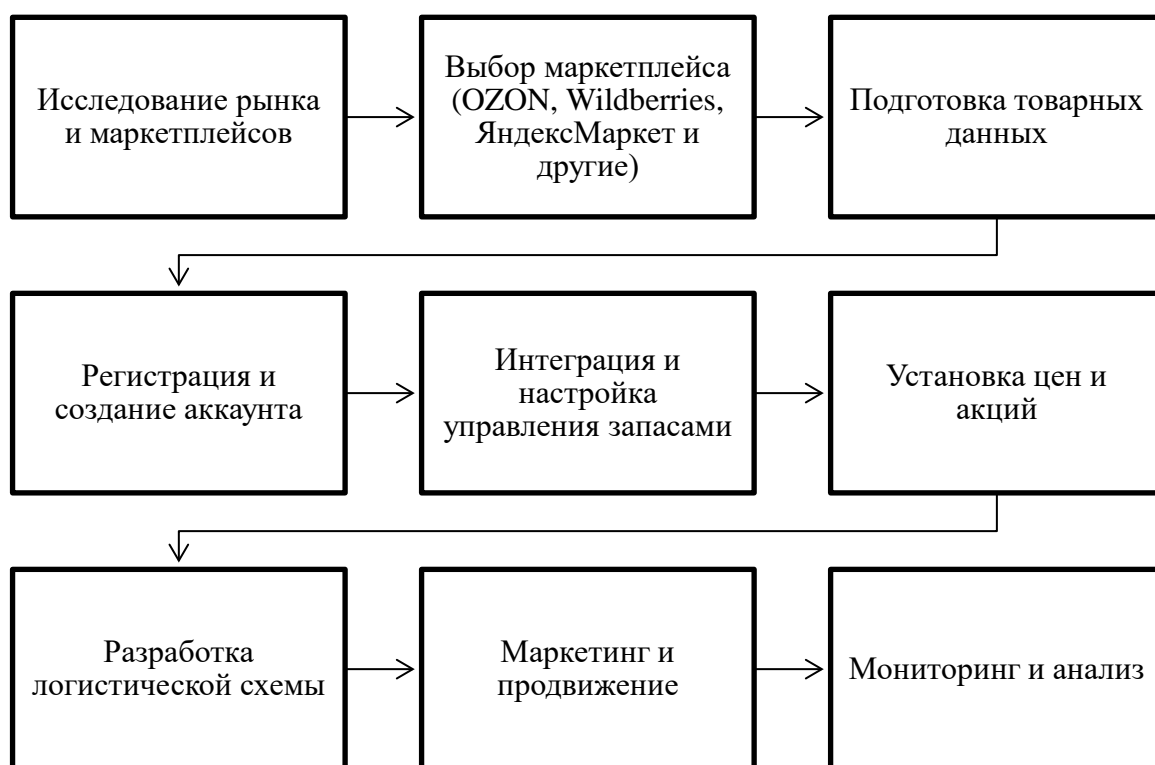 Исследование рынка
и маркетплейсов
Выбор маркетплейса
(OZON, Wildberries,
ЯндексМаркет и
другие)
Подготовка товарных
данных
Регистрация и
создание аккаунта
Интеграция и
настройка
управления запасами
Установка цен и
акций
Разработка
логистической схемы
Маркетинг и
продвижение
Мониторинг и анализ